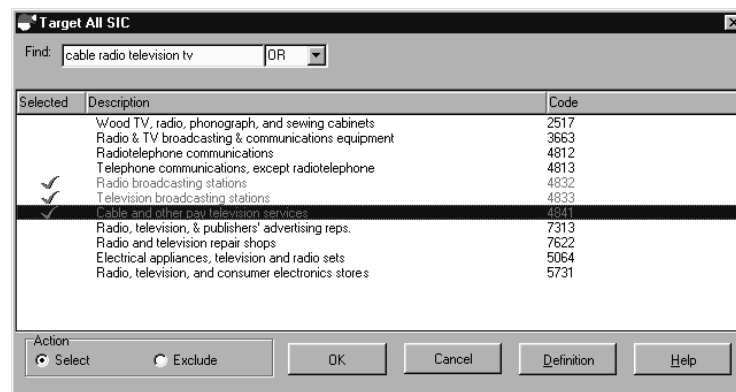 Target All SIC
Find: cable radio television tv OR
Selected Description Code
Wood TV, radio, phonograph, and sewing cabinets 2517
Radio & TV broadcasting & communications equipment 3663
Radiotelephone communications 4812
Telephone communications, except radiotelephone 4813
Radio broadcasting stations 4832
Television broadcasting stations 4833
Cable and other pay television services 4841
Radio, television, & publishers' advertising reps. 7313
Radio and television repair shops 7622
Electrical appliances, television and radio sets 5064
Radio, television, and consumer electronics stores 5731
Action
Select Exclude OK Cancel Definition Help